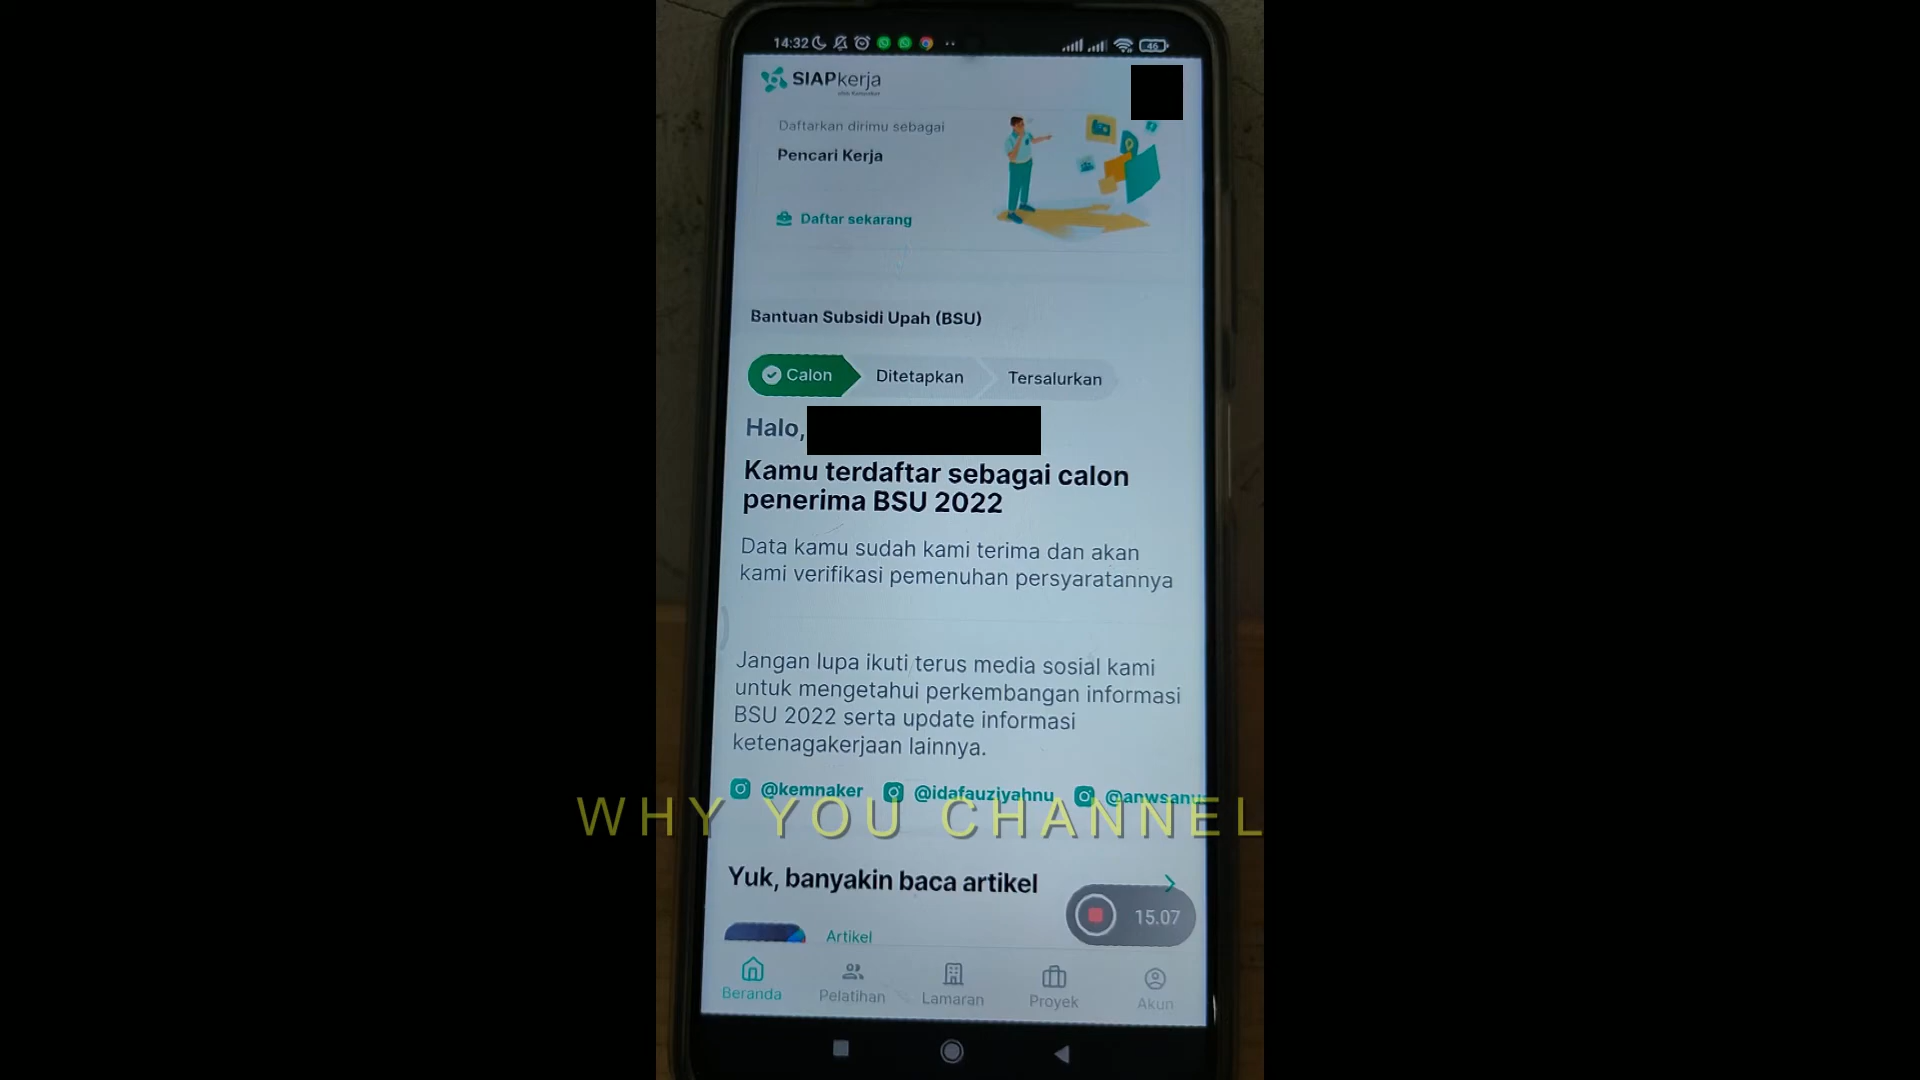 14:32
46
SIAPkerja
Daftarkan dirimu sebagai
Pencari Kerja
Daftar sekarang
Bantuan Subsidi Upah (BSU)
Calon
Ditetapkan
Tersalurkan
Halo,
Kamu terdaftar sebagai calon
penerima BSU 2022
Data kamu sudah kami terima dan akan
kami verifikasi pemenuhan persyaratannya
Jangan lupa ikuti terus media sosial kami
untuk mengetahui perkembangan informasi
BSU 2022 serta update informasi
ketenagakerjaan lainnya.
@kemnaker @idafauziyahnu @anwsanu
WHY YOU CHANNEL
Yuk, banyakin baca artikel
15.07
Artikel
Beranda
Pelatihan
Lamaran
Proyek
Akun